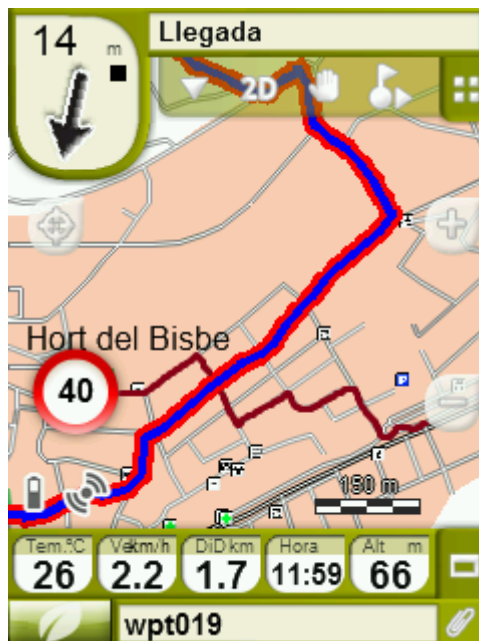 14 m
Llegada
2D
Hort del Bisbe
40
150 m
Tem.ºC
26
Vel km/h
2.2
DiD km
1.7
Hora
11:59
Alt m
66
wpt019